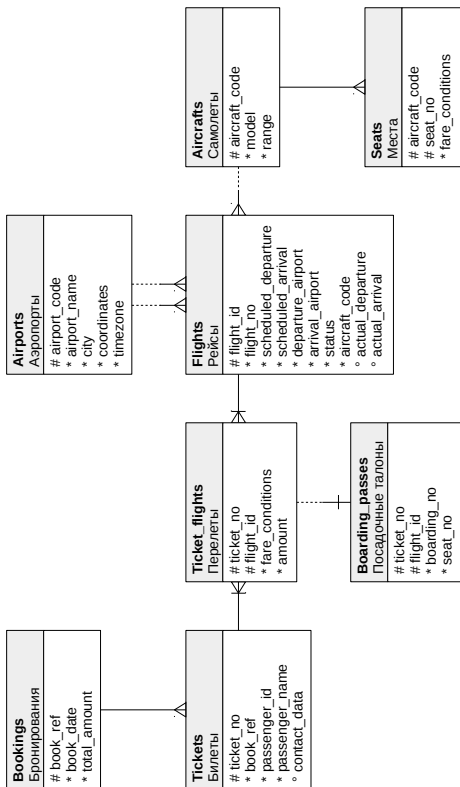 Bookings
Бронирования
# book_ref
* book_date
* total_amount
Airports
Аэропорты
# airport_code
* airport_name
* city
* coordinates
* timezone
Aircrafts
Самолеты
# aircraft_code
* model
* range
Tickets
Билеты
# ticket_no
* book_ref
* passenger_id
* passenger_name
° contact_data
Ticket_flights
Перелеты
# ticket_no
# flight_id
* fare_conditions
* amount
Flights
Рейсы
# flight_id
* flight_no
* scheduled_departure
* scheduled_arrival
* departure_airport
* arrival_airport
* status
* aircraft_code
° actual_departure
° actual_arrival
Boarding_passes
Посадочные талоны
# ticket_no
# flight_id
* boarding_no
* seat_no
Seats
Места
# aircraft_code
# seat_no
* fare_conditions